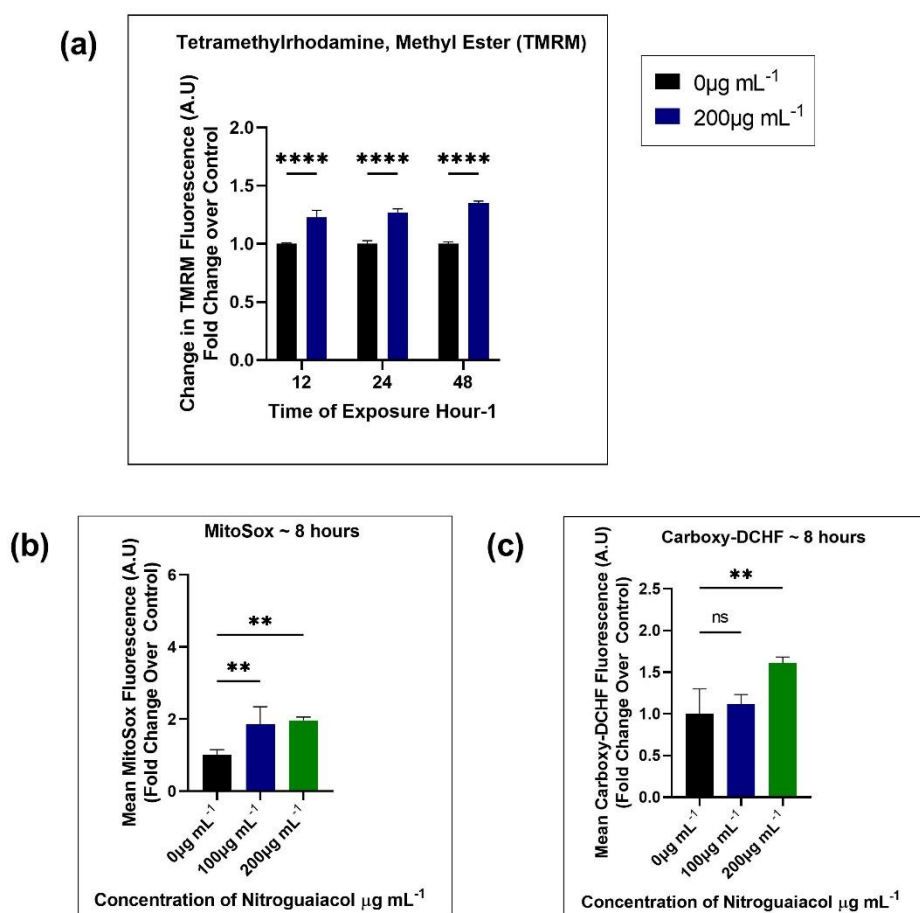 (a)
Tetramethylrhodamine, Methyl Ester (TMRM)
0µg mL⁻¹
200µg mL⁻¹
Change in TMRM Fluorescence (A.U)
Fold Change over Control
2.0
1.5
1.0
0.5
0.0
**** **** ****
12 24 48
Time of Exposure Hour-1
(b)
MitoSox ~ 8 hours
Mean MitoSox Fluorescence (A.U)
(Fold Change Over Control)
6
4
2
0
**
**
0µg mL⁻¹
100µg mL⁻¹
200µg mL⁻¹
Concentration of Nitroguaiacol µg mL⁻¹
(c)
Carboxy-DCHF ~ 8 hours
Mean Carboxy-DCHF Fluorescence (A.U)
(Fold Change Over Control)
2.5
2.0
1.5
1.0
0.5
0.0
**
ns
0µg mL⁻¹
100µg mL⁻¹
200µg mL⁻¹
Concentration of Nitroguaiacol µg mL⁻¹